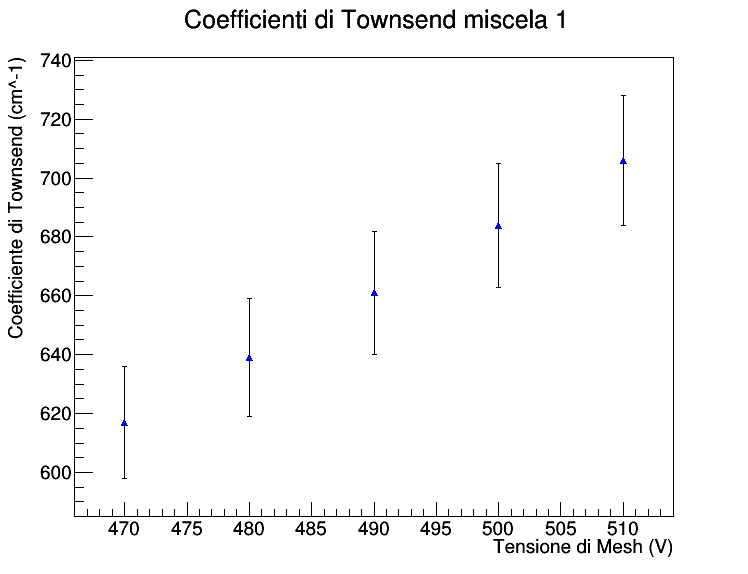 Coefficienti di Townsend miscela 1
Coefficiente di Townsend (cm^-1)
740
720
700
680
660
640
620
600
470 475 480 485 490 495 500 505 510
Tensione di Mesh (V)